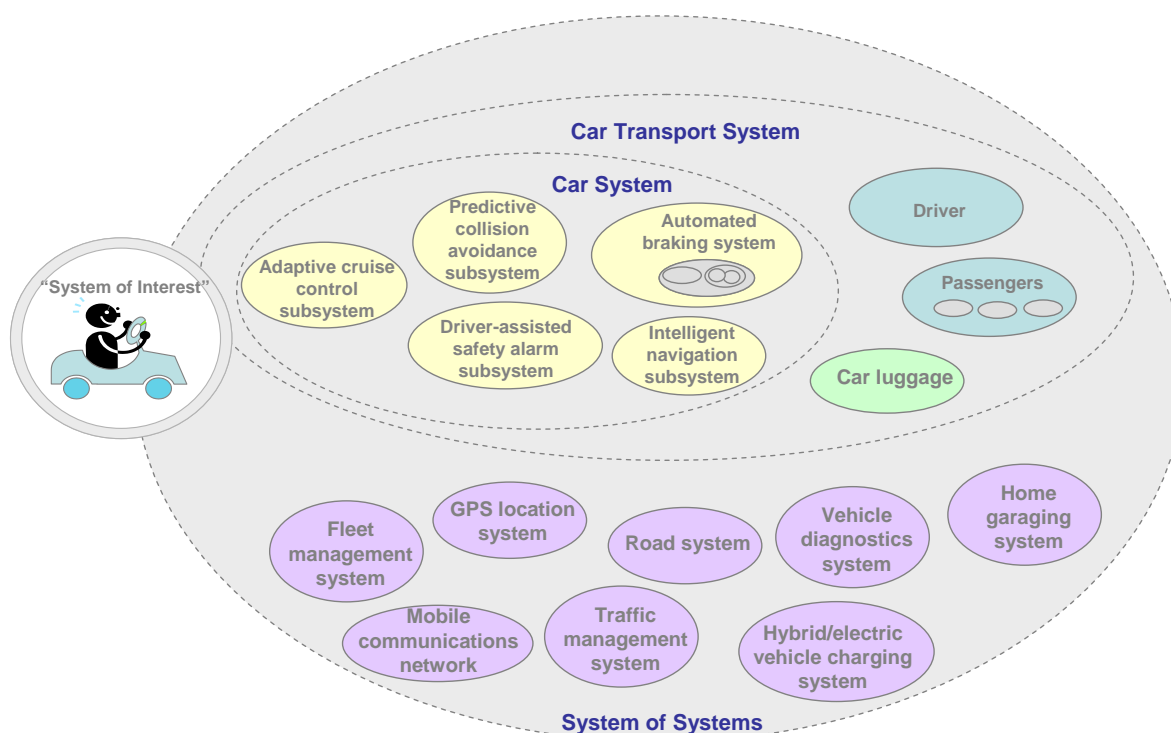 Car Transport System
Car System
Driver
Predictive
collision
avoidance
subsystem
Automated
braking system
Adaptive cruise
control
subsystem
“System of Interest”
Passengers
Driver-assisted
safety alarm
subsystem
Intelligent
navigation
subsystem
Car luggage
Fleet
management
system
GPS location
system
Road system
Vehicle
diagnostics
system
Home
garaging
system
Mobile
communications
network
Traffic
management
system
Hybrid/electric
vehicle charging
system
System of Systems